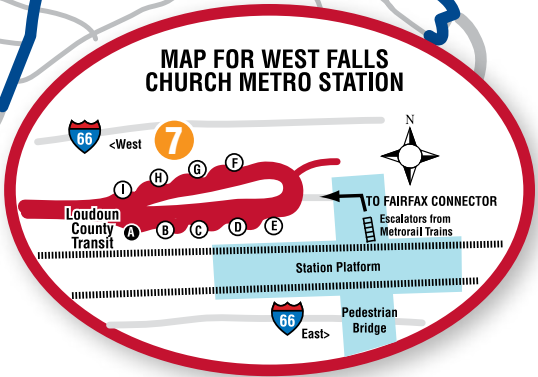 MAP FOR WEST FALLS
CHURCH METRO STATION
N
66
<West
7
F
G
H
I
TO FAIRFAX CONNECTOR
Loudoun
County
Transit
A
B
C
D
E
Escalators from
Metrorail Trains
Station Platform
66
East>
Pedestrian
Bridge